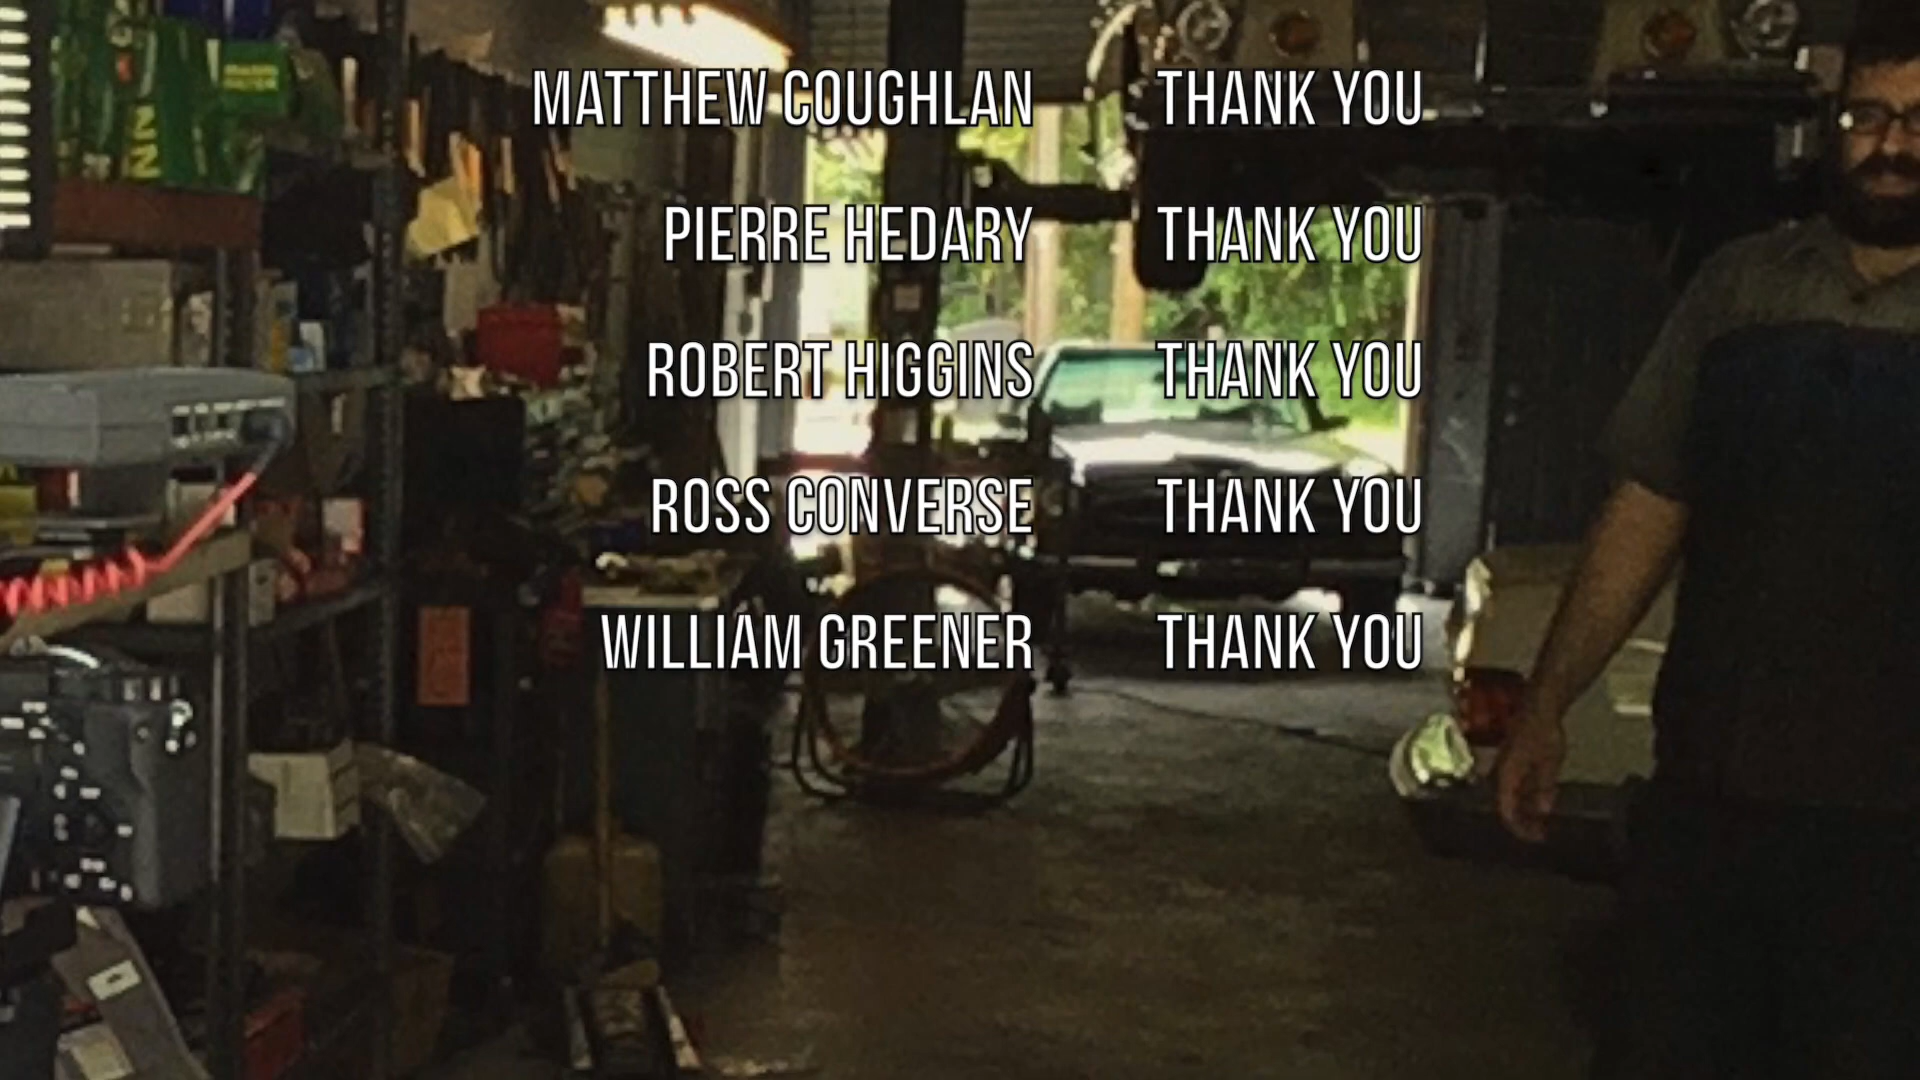 MATTHEW COUGHLAN THANK YOU
PIERRE HEDARY THANK YOU
ROBERT HIGGINS THANK YOU
ROSS CONVERSE THANK YOU
WILLIAM GREENER THANK YOU